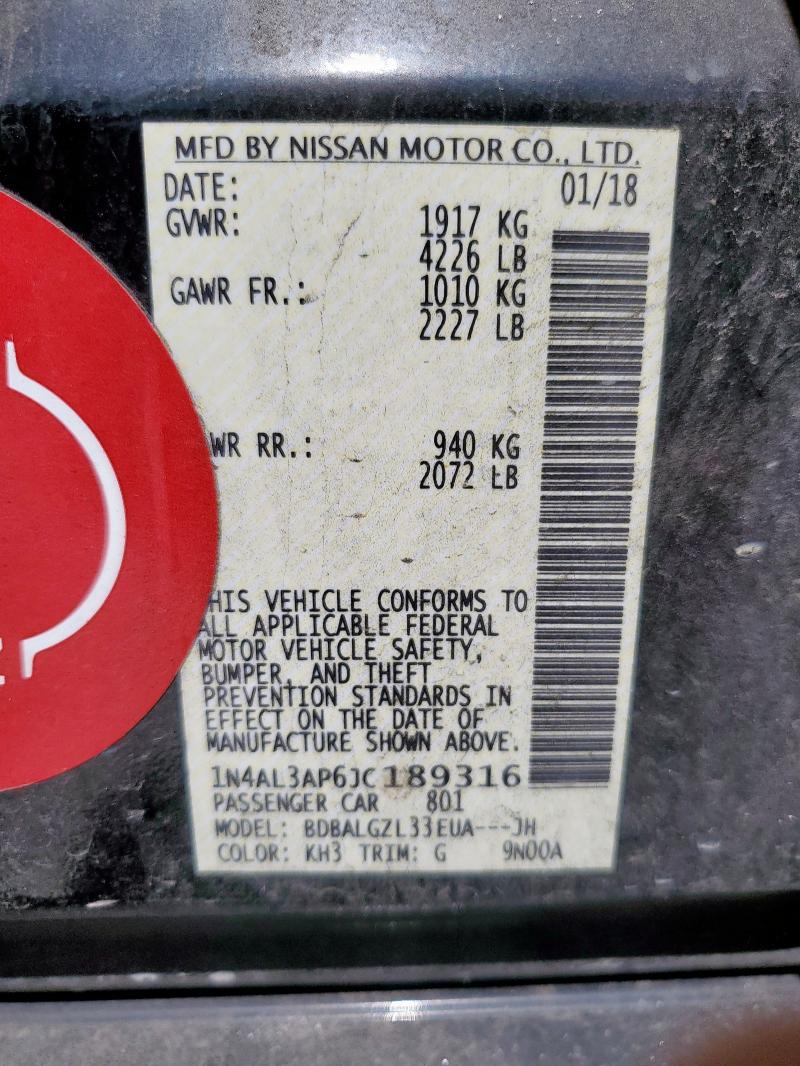 MFD BY NISSAN MOTOR CO., LTD.
DATE: 01/18
GVWR: 1917 KG
4226 LB
GAWR FR.: 1010 KG
2227 LB
WR RR.: 940 KG
2072 LB
HIS VEHICLE CONFORMS TO
ALL APPLICABLE FEDERAL
MOTOR VEHICLE SAFETY,
BUMPER, AND THEFT
PREVENTION STANDARDS IN
EFFECT ON THE DATE OF
MANUFACTURE SHOWN ABOVE.
1N4AL3AP6JC189316
PASSENGER CAR 801
MODEL: BDBALGZL33EUA---JH
COLOR: KH3 TRIM: G 9N00A